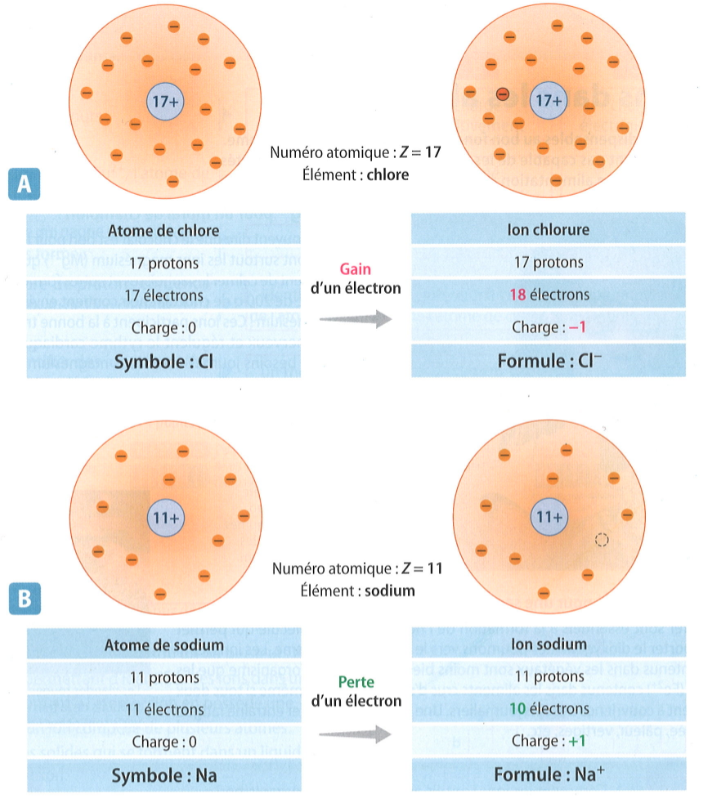 17+
17+
Numéro atomique : Z = 17
Élément : chlore
A
Atome de chlore
17 protons
17 électrons
Charge : 0
Symbole : Cl
Gain
d'un électron
Ion chlorure
17 protons
18 électrons
Charge : −1
Formule : Cl⁻
11+
11+
Numéro atomique : Z = 11
Élément : sodium
B
Atome de sodium
11 protons
11 électrons
Charge : 0
Symbole : Na
Perte
d'un électron
Ion sodium
11 protons
10 électrons
Charge : +1
Formule : Na⁺